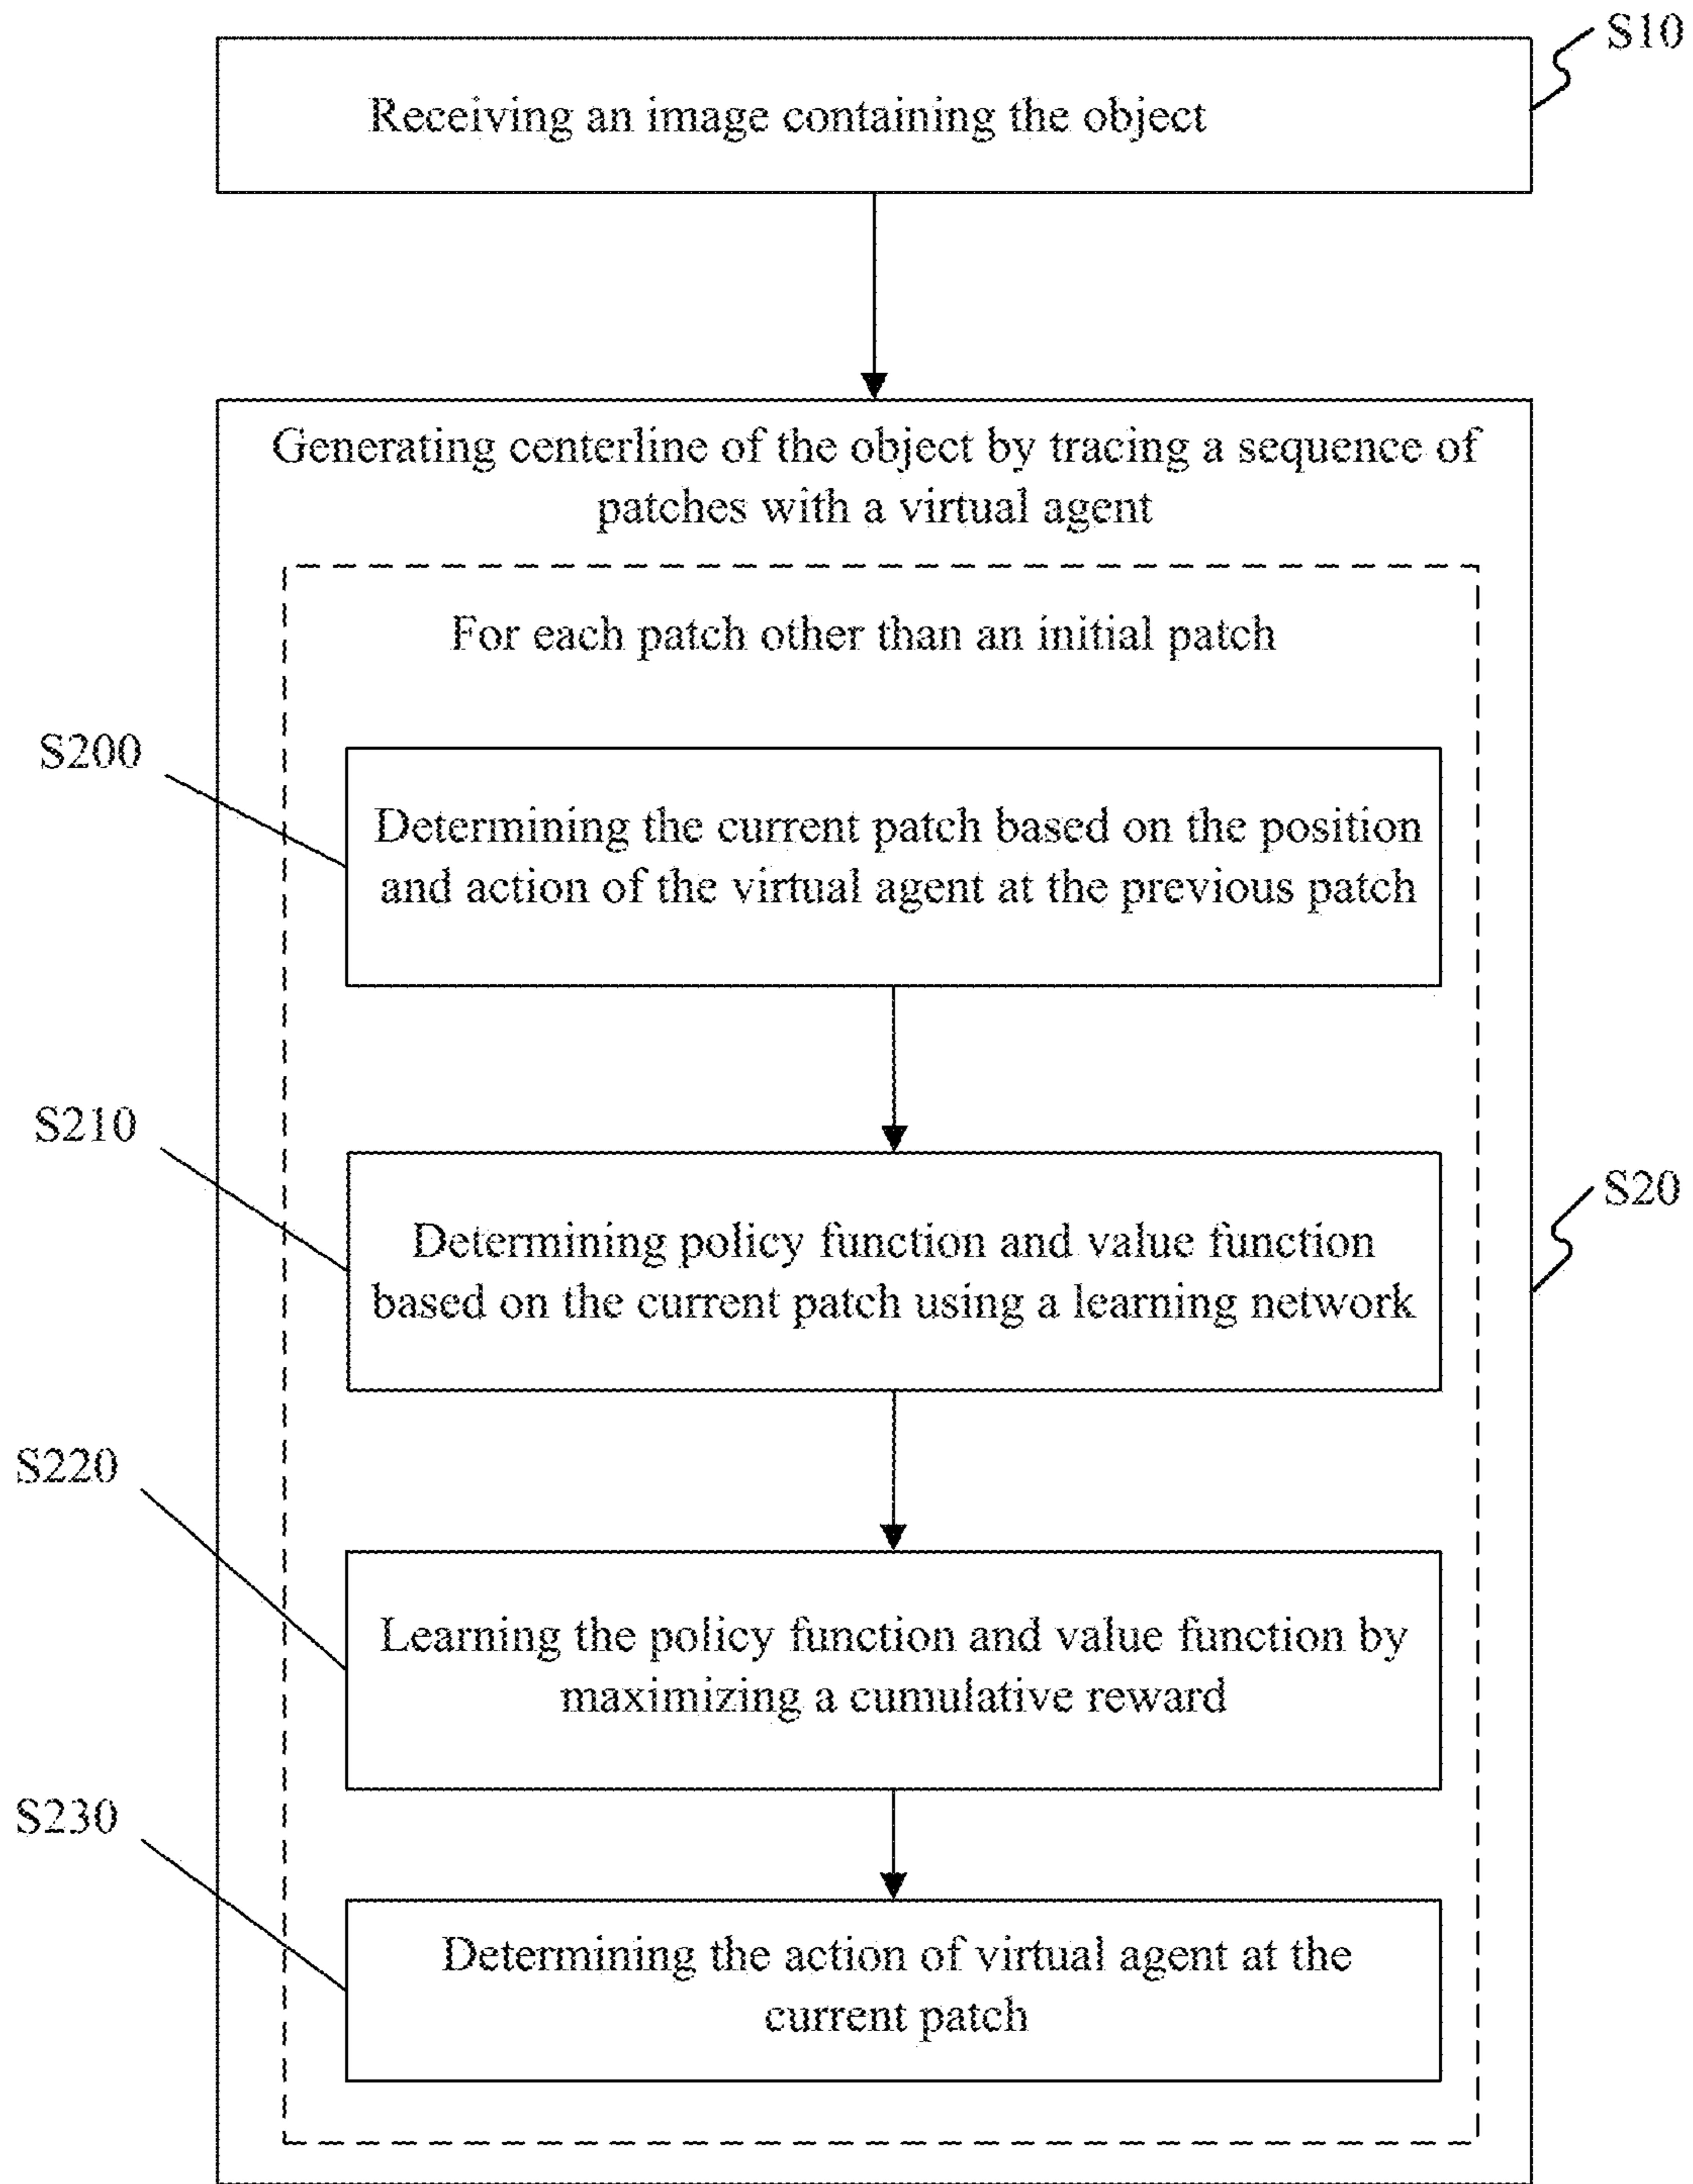 S10
Receiving an image containing the object
Generating centerline of the object by tracing a sequence of
patches with a virtual agent
For each patch other than an initial patch
S200
Determining the current patch based on the position
and action of the virtual agent at the previous patch
S210
S20
Determining policy function and value function
based on the current patch using a learning network
S220
Learning the policy function and value function by
maximizing a cumulative reward
S230
Determining the action of virtual agent at the
current patch